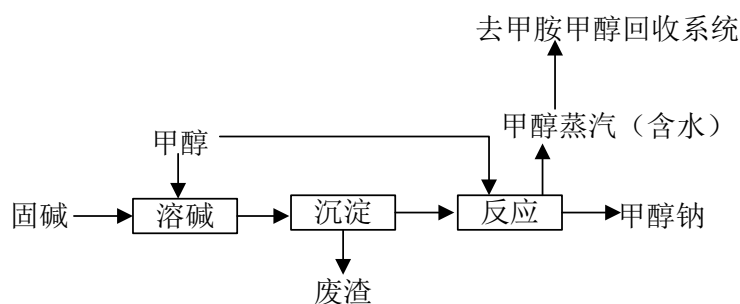 去甲胺甲醇回收系统
甲醇
甲醇蒸汽（含水）
固碱
溶碱
沉淀
反应
甲醇钠
废渣